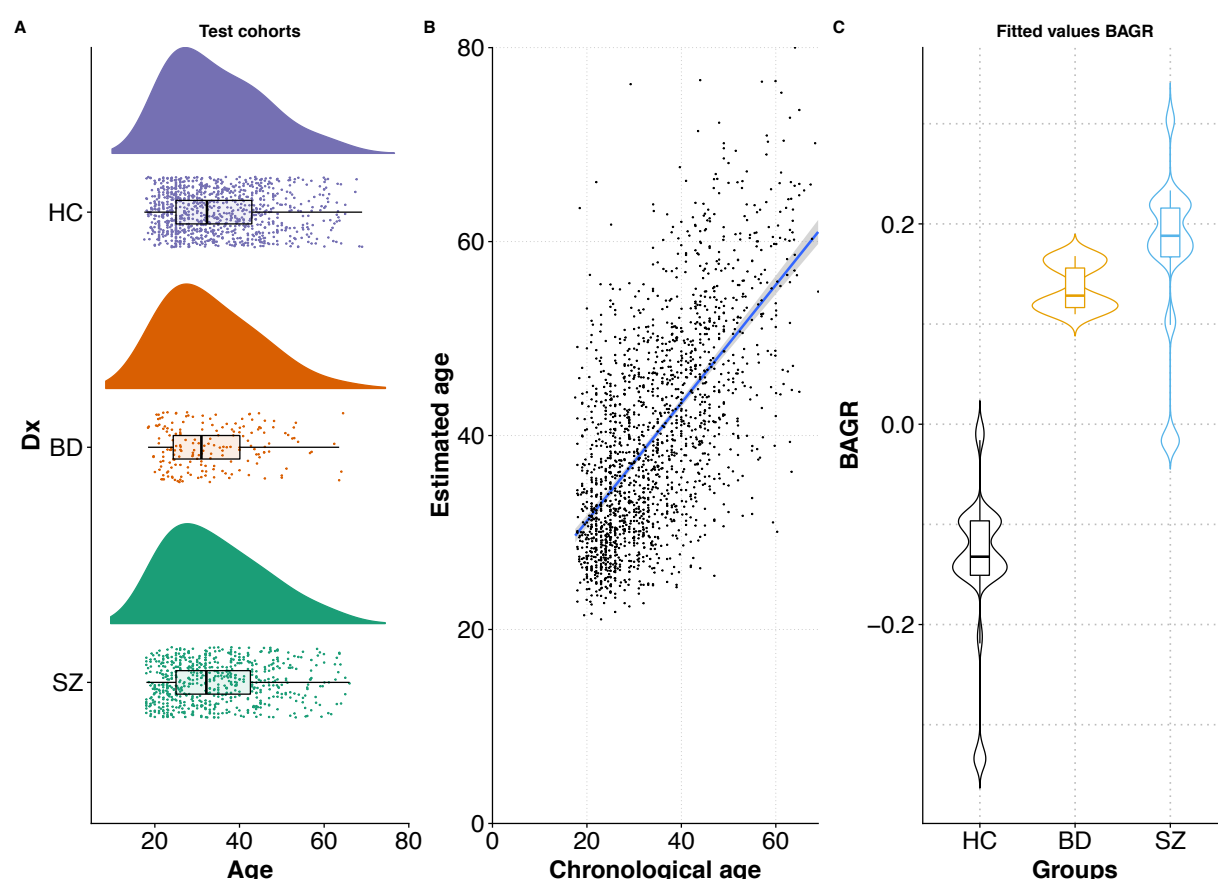 A
Test cohorts
HC
BD
SZ
Dx
20
40
60
80
Age
B
80
60
40
20
0
Estimated age
0
20
40
60
Chronological age
C
Fitted values BAGR
0.2
0.0
−0.2
BAGR
HC
BD
SZ
Groups